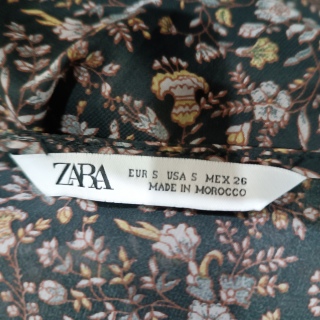 ZARA
EUR S USA S MEX 26
MADE IN MOROCCO